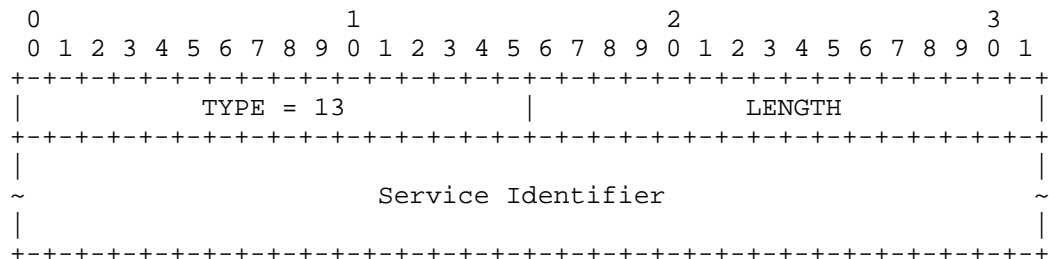 0                   1                   2                   3
 0 1 2 3 4 5 6 7 8 9 0 1 2 3 4 5 6 7 8 9 0 1 2 3 4 5 6 7 8 9 0 1
+-+-+-+-+-+-+-+-+-+-+-+-+-+-+-+-+-+-+-+-+-+-+-+-+-+-+-+-+-+-+-+-+
|           TYPE = 13           |             LENGTH            |
+-+-+-+-+-+-+-+-+-+-+-+-+-+-+-+-+-+-+-+-+-+-+-+-+-+-+-+-+-+-+-+-+
|                                                               |
~                      Service Identifier                       ~
|                                                               |
+-+-+-+-+-+-+-+-+-+-+-+-+-+-+-+-+-+-+-+-+-+-+-+-+-+-+-+-+-+-+-+-+